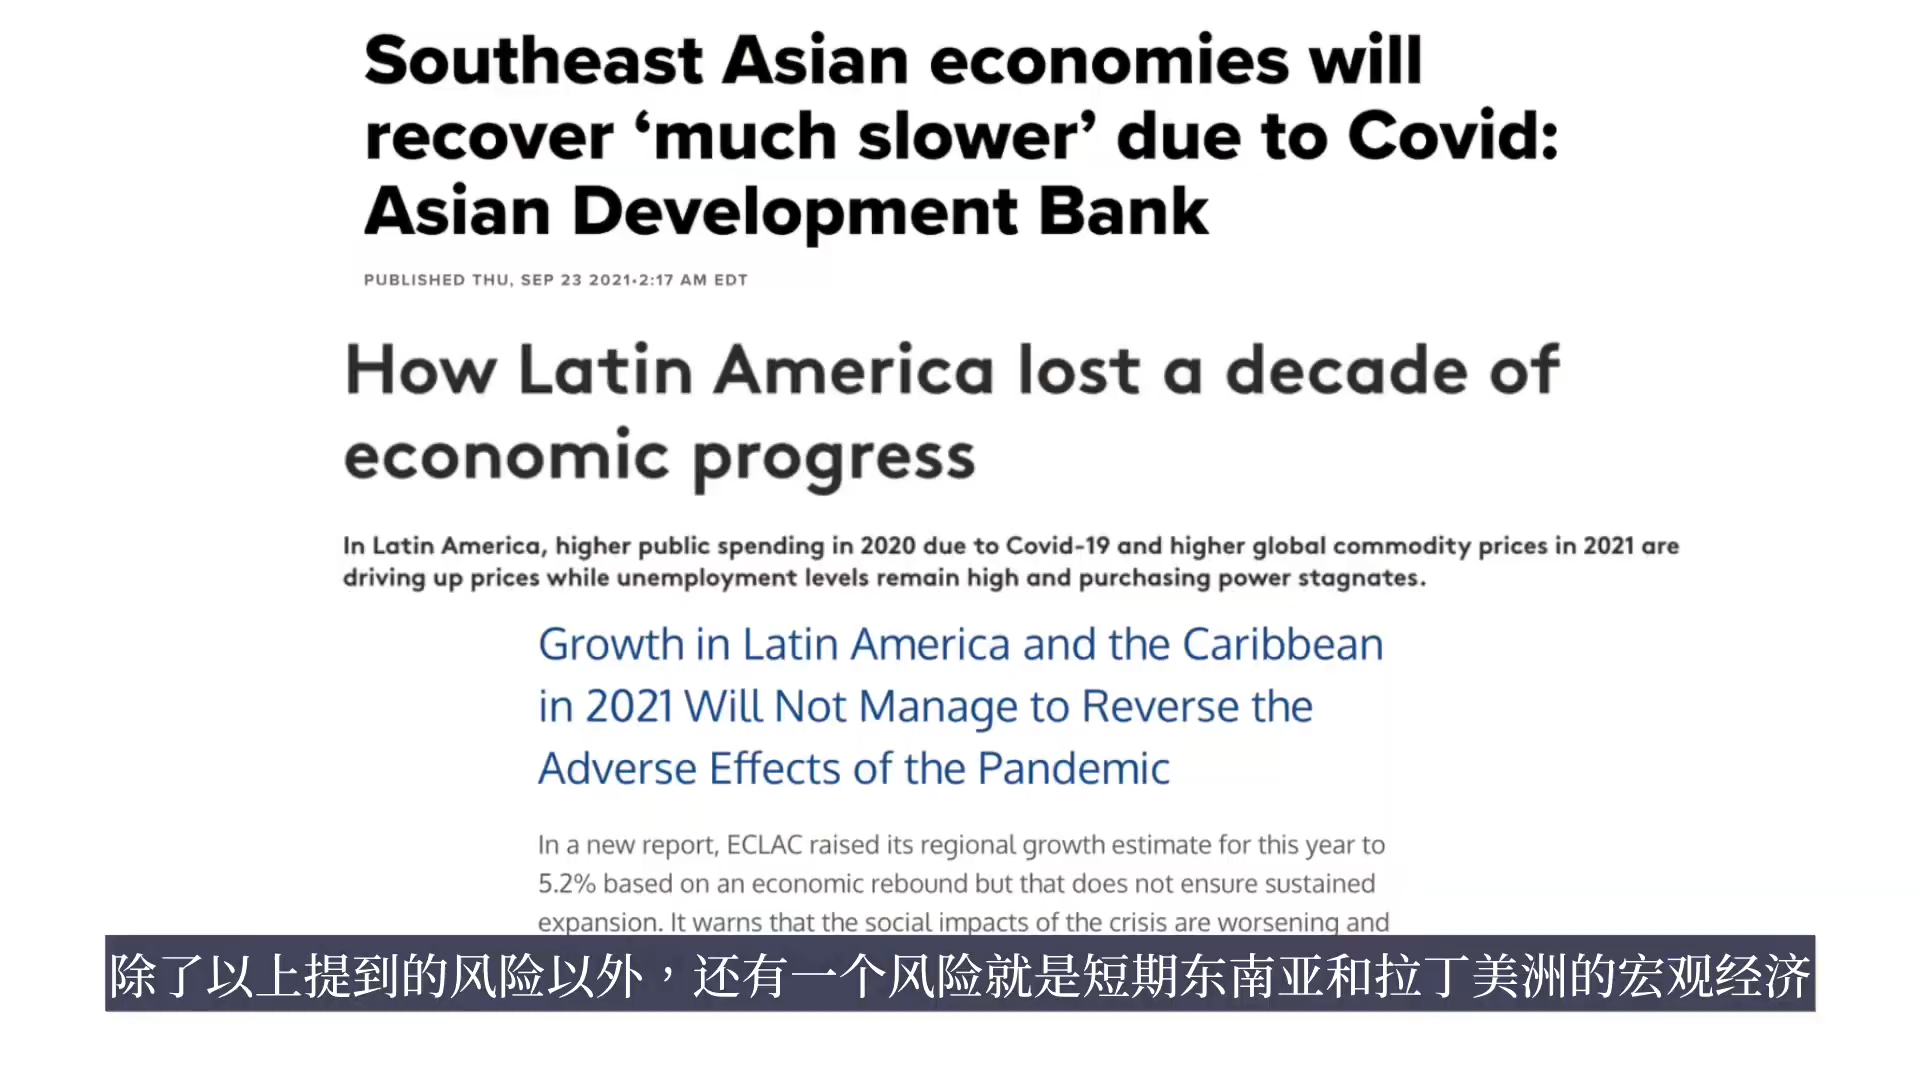 Southeast Asian economies will
recover ‘much slower’ due to Covid:
Asian Development Bank
PUBLISHED THU, SEP 23 2021•2:17 AM EDT
How Latin America lost a decade of
economic progress
In Latin America, higher public spending in 2020 due to Covid-19 and higher global commodity prices in 2021 are
driving up prices while unemployment levels remain high and purchasing power stagnates.
Growth in Latin America and the Caribbean
in 2021 Will Not Manage to Reverse the
Adverse Effects of the Pandemic
In a new report, ECLAC raised its regional growth estimate for this year to
5.2% based on an economic rebound but that does not ensure sustained
expansion. It warns that the social impacts of the crisis are worsening and
除了以上提到的风险以外，还有一个风险就是短期东南亚和拉丁美洲的宏观经济